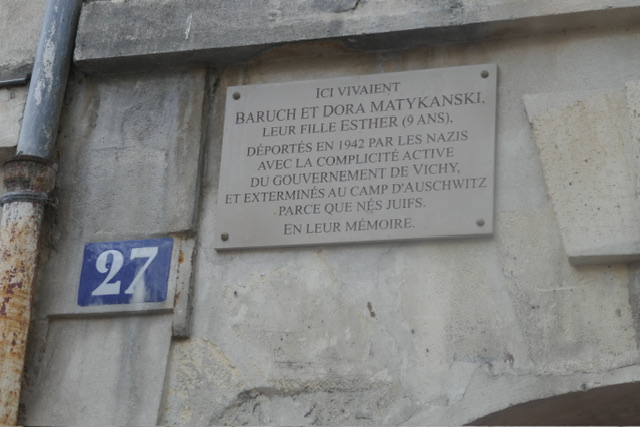 ICI VIVAIENT
BARUCH ET DORA MATYKANSKI,
LEUR FILLE ESTHER (9 ANS),
DÉPORTÉS EN 1942 PAR LES NAZIS
AVEC LA COMPLICITÉ ACTIVE
DU GOUVERNEMENT DE VICHY,
ET EXTERMINÉS AU CAMP D'AUSCHWITZ
PARCE QUE NÉS JUIFS.
EN LEUR MÉMOIRE.
27